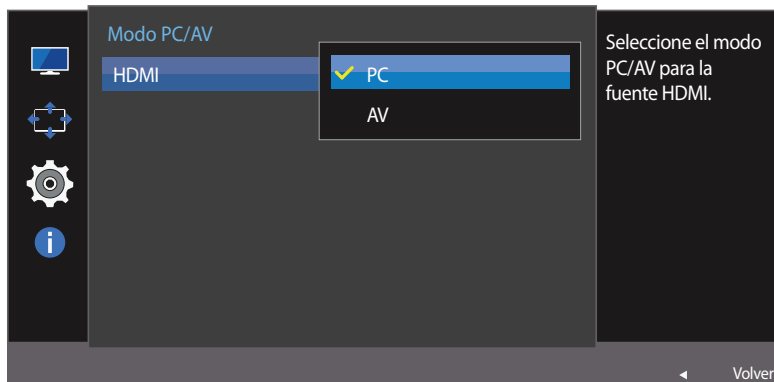 Modo PC/AV
HDMI
PC
AV
Seleccione el modo
PC/AV para la
fuente HDMI.
Volver